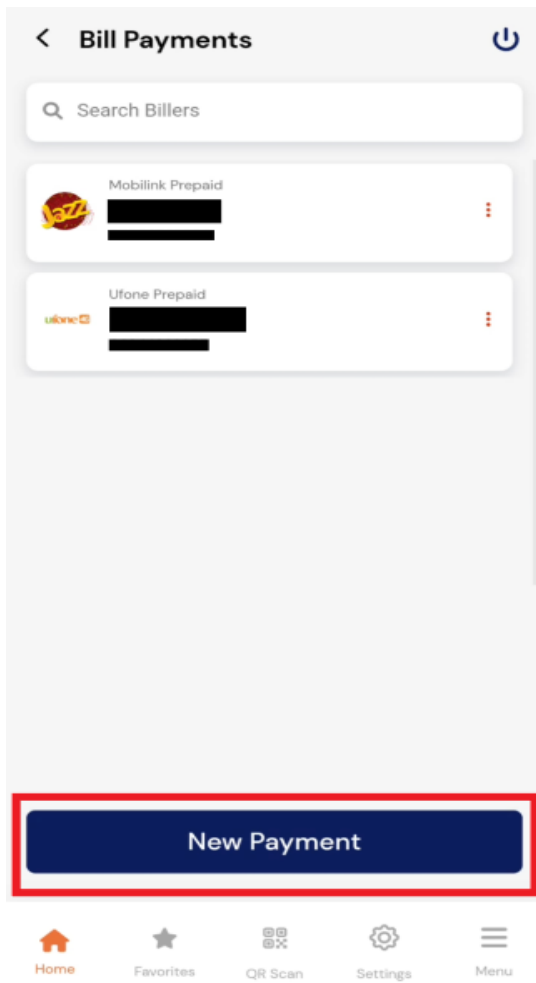 Bill Payments
Search Billers
Mobilink Prepaid
Jazz
Ufone Prepaid
ufone
New Payment
Home Favorites QR Scan Settings Menu